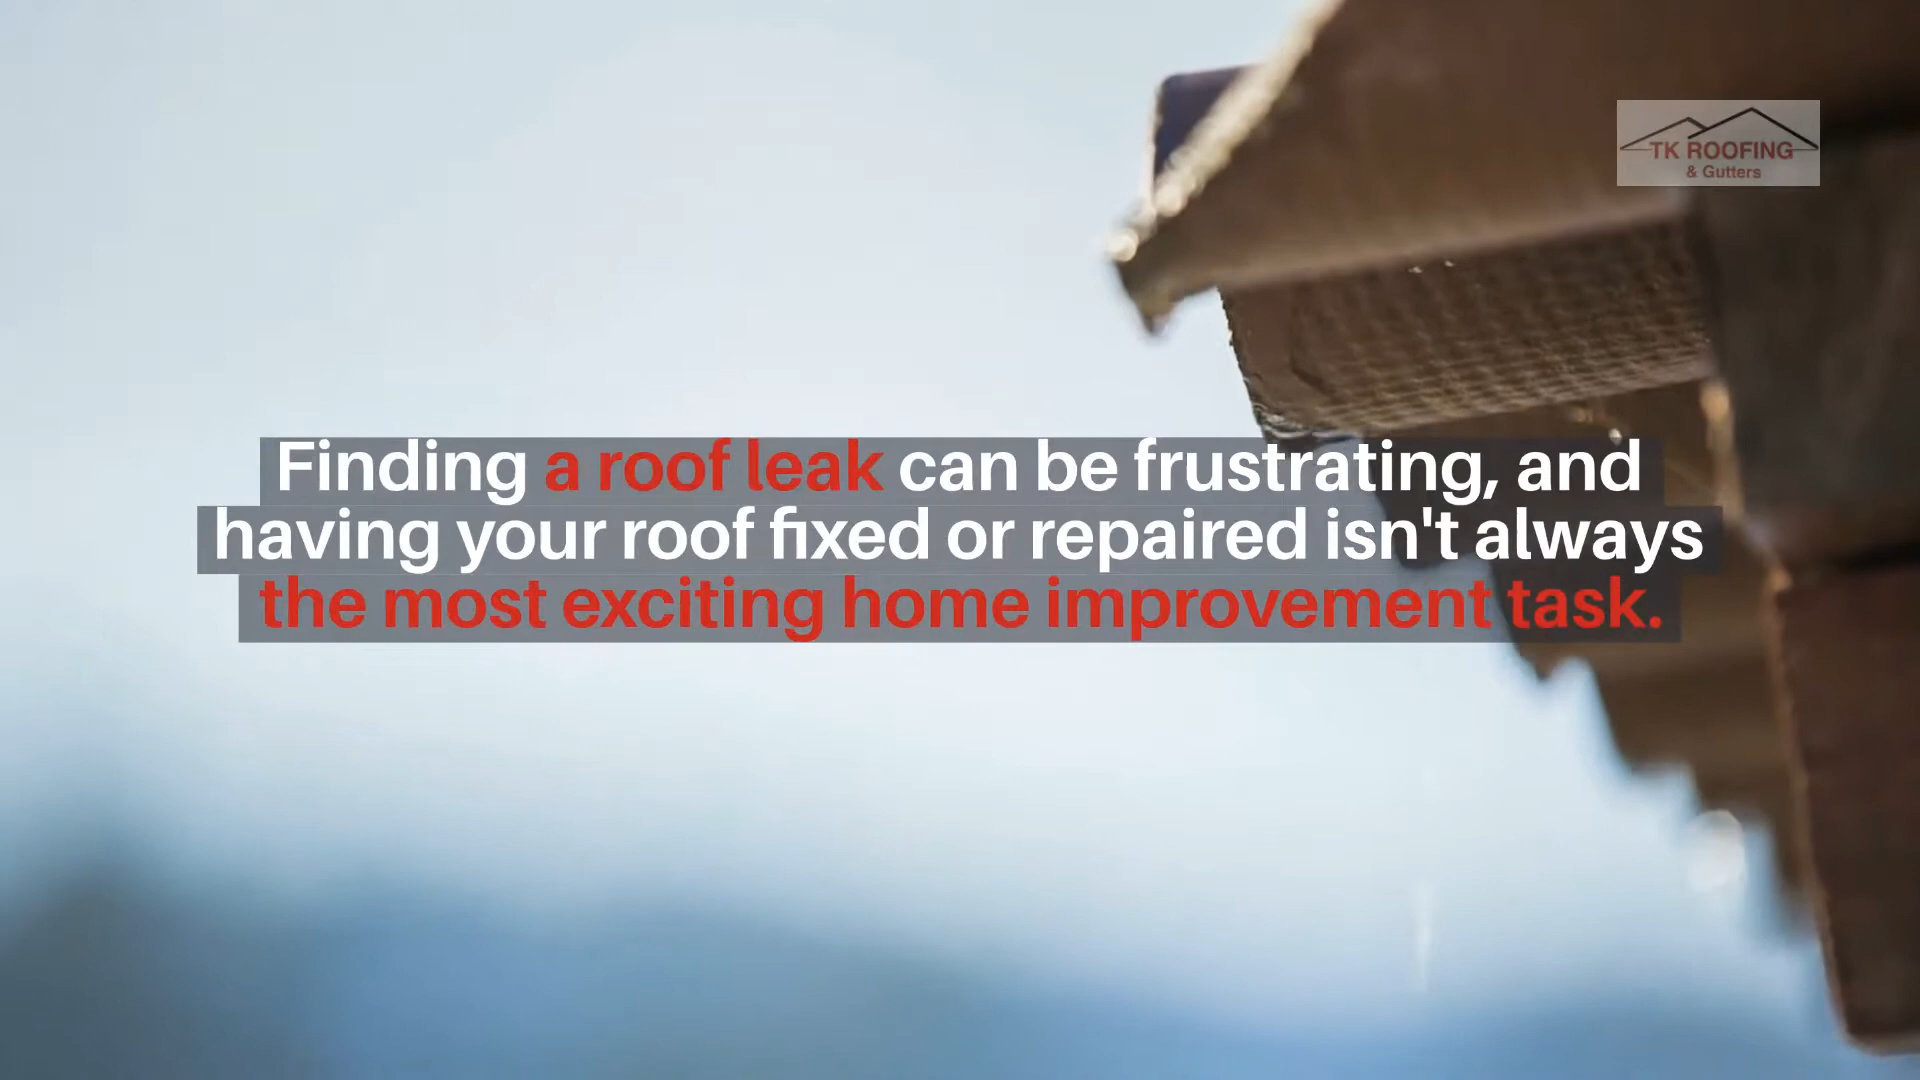 TK ROOFING
& Gutters
Finding a roof leak can be frustrating, and
having your roof fixed or repaired isn't always
the most exciting home improvement task.